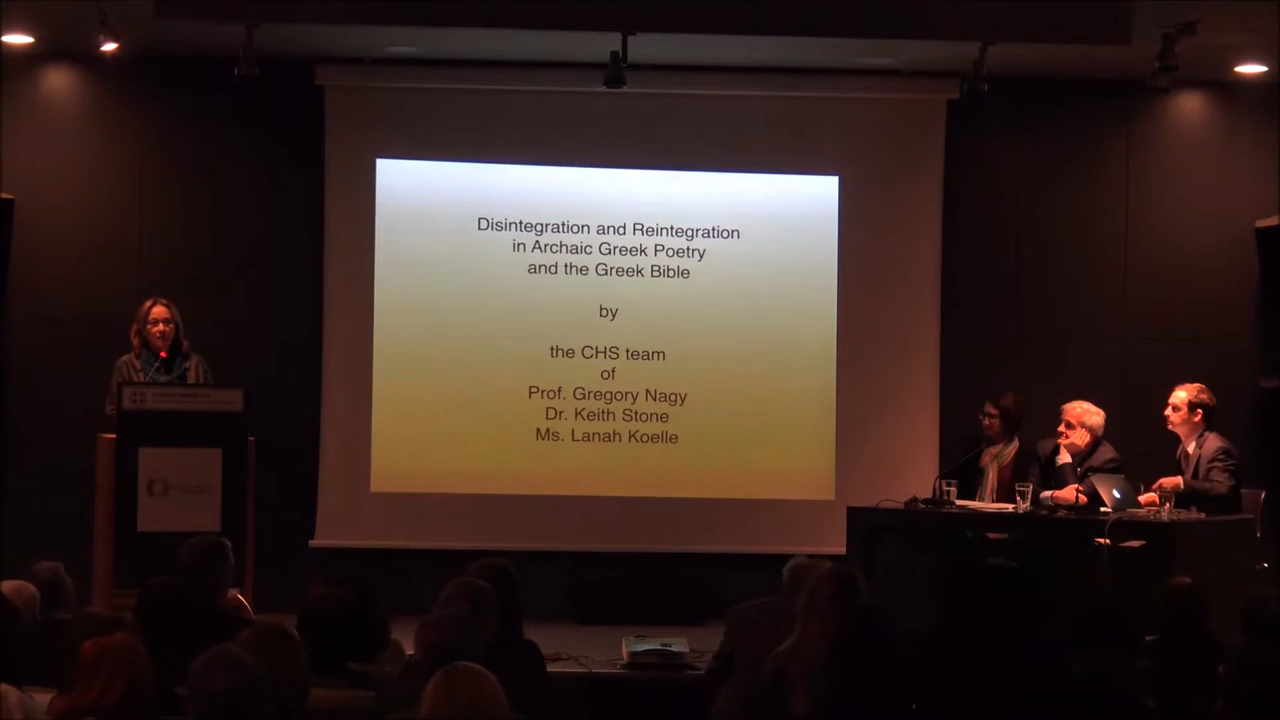 Disintegration and Reintegration
in Archaic Greek Poetry
and the Greek Bible
by
the CHS team
of
Prof. Gregory Nagy
Dr. Keith Stone
Ms. Lanah Koelle